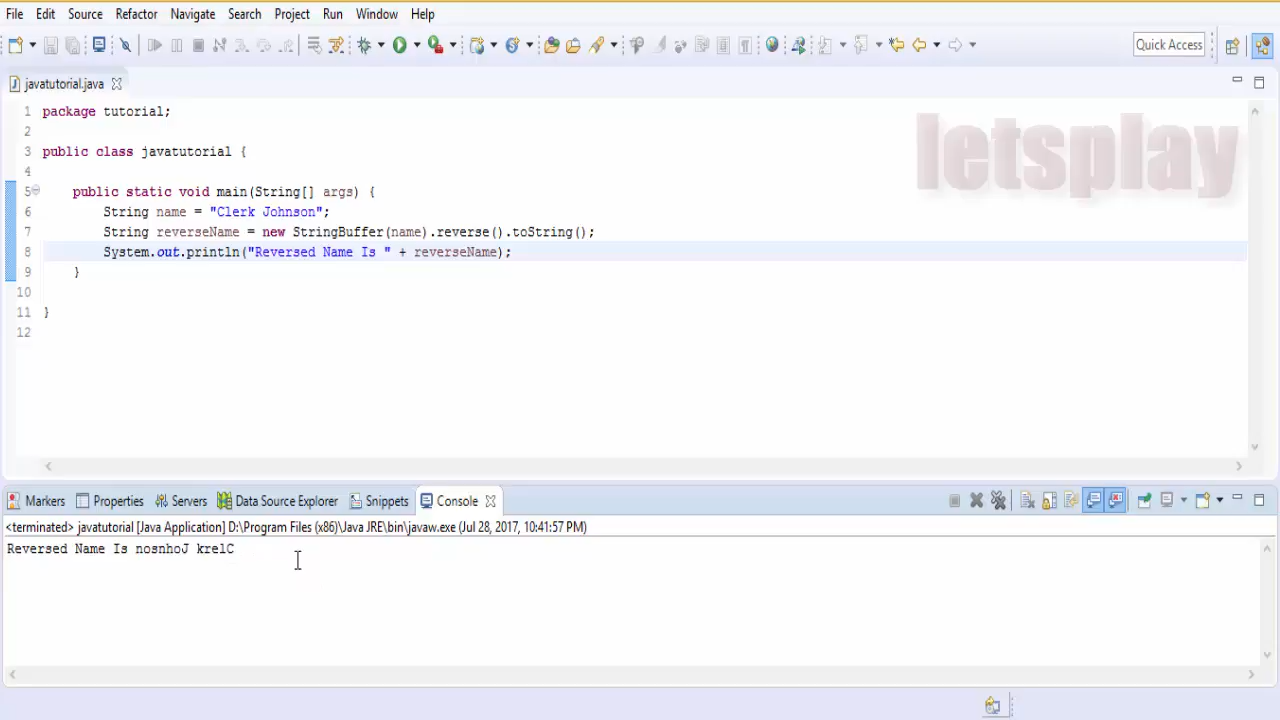 File Edit Source Refactor Navigate Search Project Run Window Help
Quick Access
javatutorial.java
letsplay
1 package tutorial;
2
3 public class javatutorial {
4
5 public static void main(String[] args) {
6 String name = "Clerk Johnson";
7 String reverseName = new StringBuffer(name).reverse().toString();
8 System.out.println("Reversed Name Is " + reverseName);
9 }
10
11 }
12
Markers Properties Servers Data Source Explorer Snippets Console
<terminated> javatutorial [Java Application] D:\Program Files (x86)\Java JRE\bin\javaw.exe (Jul 28, 2017, 10:41:57 PM)
Reversed Name Is nosnhoJ krelC